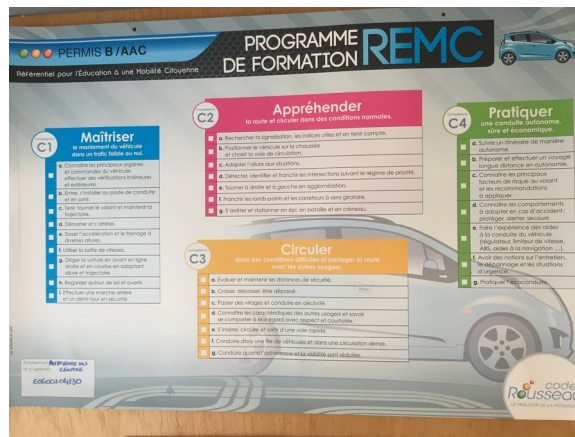 PERMIS B /AAC
Référentiel pour l'Éducation à une Mobilité Citoyenne
PROGRAMME
DE FORMATION
REMC
C1
Maîtriser
le maniement du véhicule
dans un trafic faible ou nul.
a. Connaître les principaux organes
et commandes du véhicule,
effectuer des vérifications intérieures
et extérieures.
b. Entrer, s'installer au poste de conduite
et en sortir.
c. Tenir, tourner le volant et maintenir la
trajectoire.
d. Démarrer et s'arrêter.
e. Doser l'accélération et le freinage à
diverses allures.
f. Utiliser la boîte de vitesses.
g. Diriger la voiture en avant en ligne
droite et en courbe en adaptant
allure et trajectoire.
h. Regarder autour de soi et avertir.
i. Effectuer une marche arrière
et un demi-tour en sécurité.
C2
Appréhender
la route et circuler dans des conditions normales.
a. Rechercher la signalisation, les indices utiles et en tenir compte.
b. Positionner le véhicule sur la chaussée
et choisir la voie de circulation.
c. Adapter l'allure aux situations.
d. Détecter, identifier et franchir les intersections suivant le régime de priorité.
e. Tourner à droite et à gauche en agglomération.
f. Franchir les ronds-points et les carrefours à sens giratoire.
g. S'arrêter et stationner en épi, en bataille et en créneau.
C3
Circuler
dans des conditions difficiles et partager la route
avec les autres usagers.
a. Évaluer et maintenir les distances de sécurité.
b. Croiser, dépasser, être dépassé.
c. Passer des virages et conduire en déclivité.
d. Connaître les caractéristiques des autres usagers et savoir
se comporter à leur égard avec respect et courtoisie.
e. S'insérer, circuler et sortir d'une voie rapide.
f. Conduire dans une file de véhicules et dans une circulation dense.
g. Conduire quand l'adhérence et la visibilité sont réduites.
C4
Pratiquer
une conduite autonome,
sûre et économique.
a. Suivre un itinéraire de manière
autonome.
b. Préparer et effectuer un voyage
longue distance en autonomie.
c. Connaître les principaux
facteurs de risque au volant
et les recommandations
à appliquer.
d. Connaître les comportements
à adopter en cas d'accident :
protéger, alerter, secourir.
e. Faire l'expérience des aides
à la conduite du véhicule
(régulateur, limiteur de vitesse,
ABS, aides à la navigation ...).
f. Avoir des notions sur l'entretien,
le dépannage et les situations
d'urgence.
g. Pratiquer l'écoconduite.
AUTO ECOLE DU
CENTRE
code
Rousseau
LE MEILLEUR DE LA PÉDAGOGIE